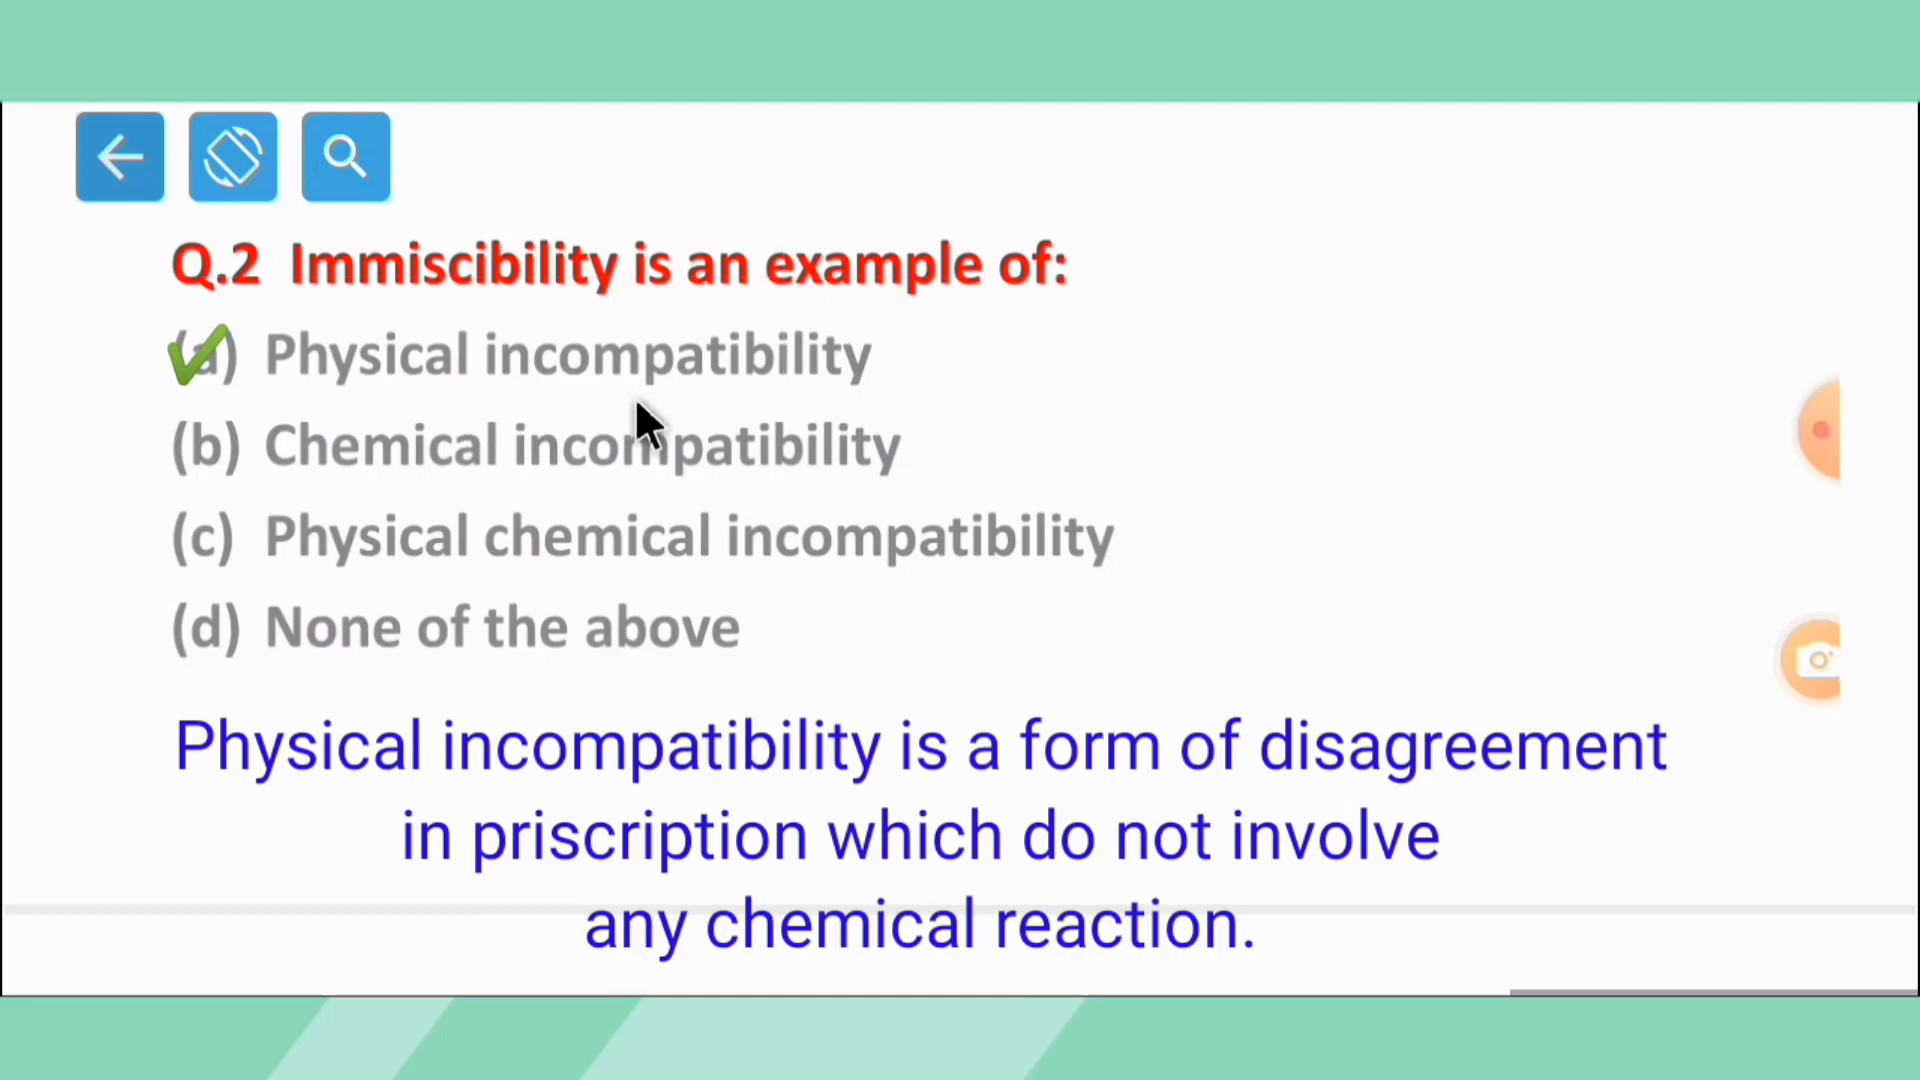 Q.2 Immiscibility is an example of:
(a) Physical incompatibility
(b) Chemical incompatibility
(c) Physical chemical incompatibility
(d) None of the above
Physical incompatibility is a form of disagreement
in priscription which do not involve
any chemical reaction.